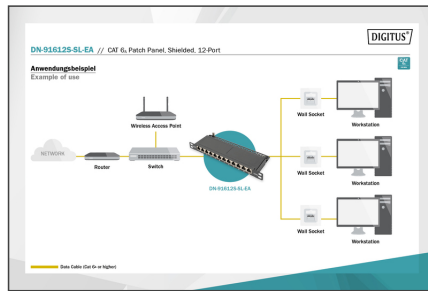 DIGITUS®
DN-91612S-SL-EA // CAT 6A Patch Panel, Shielded, 12-Port
CAT
Anwendungsbeispiel
Example of use
Wall Socket
Workstation
Wireless Access Point
NETWORK
Router
Switch
DN-91612S-SL-EA
Wall Socket
Workstation
Wall Socket
Workstation
Data Cable (Cat 6A or higher)